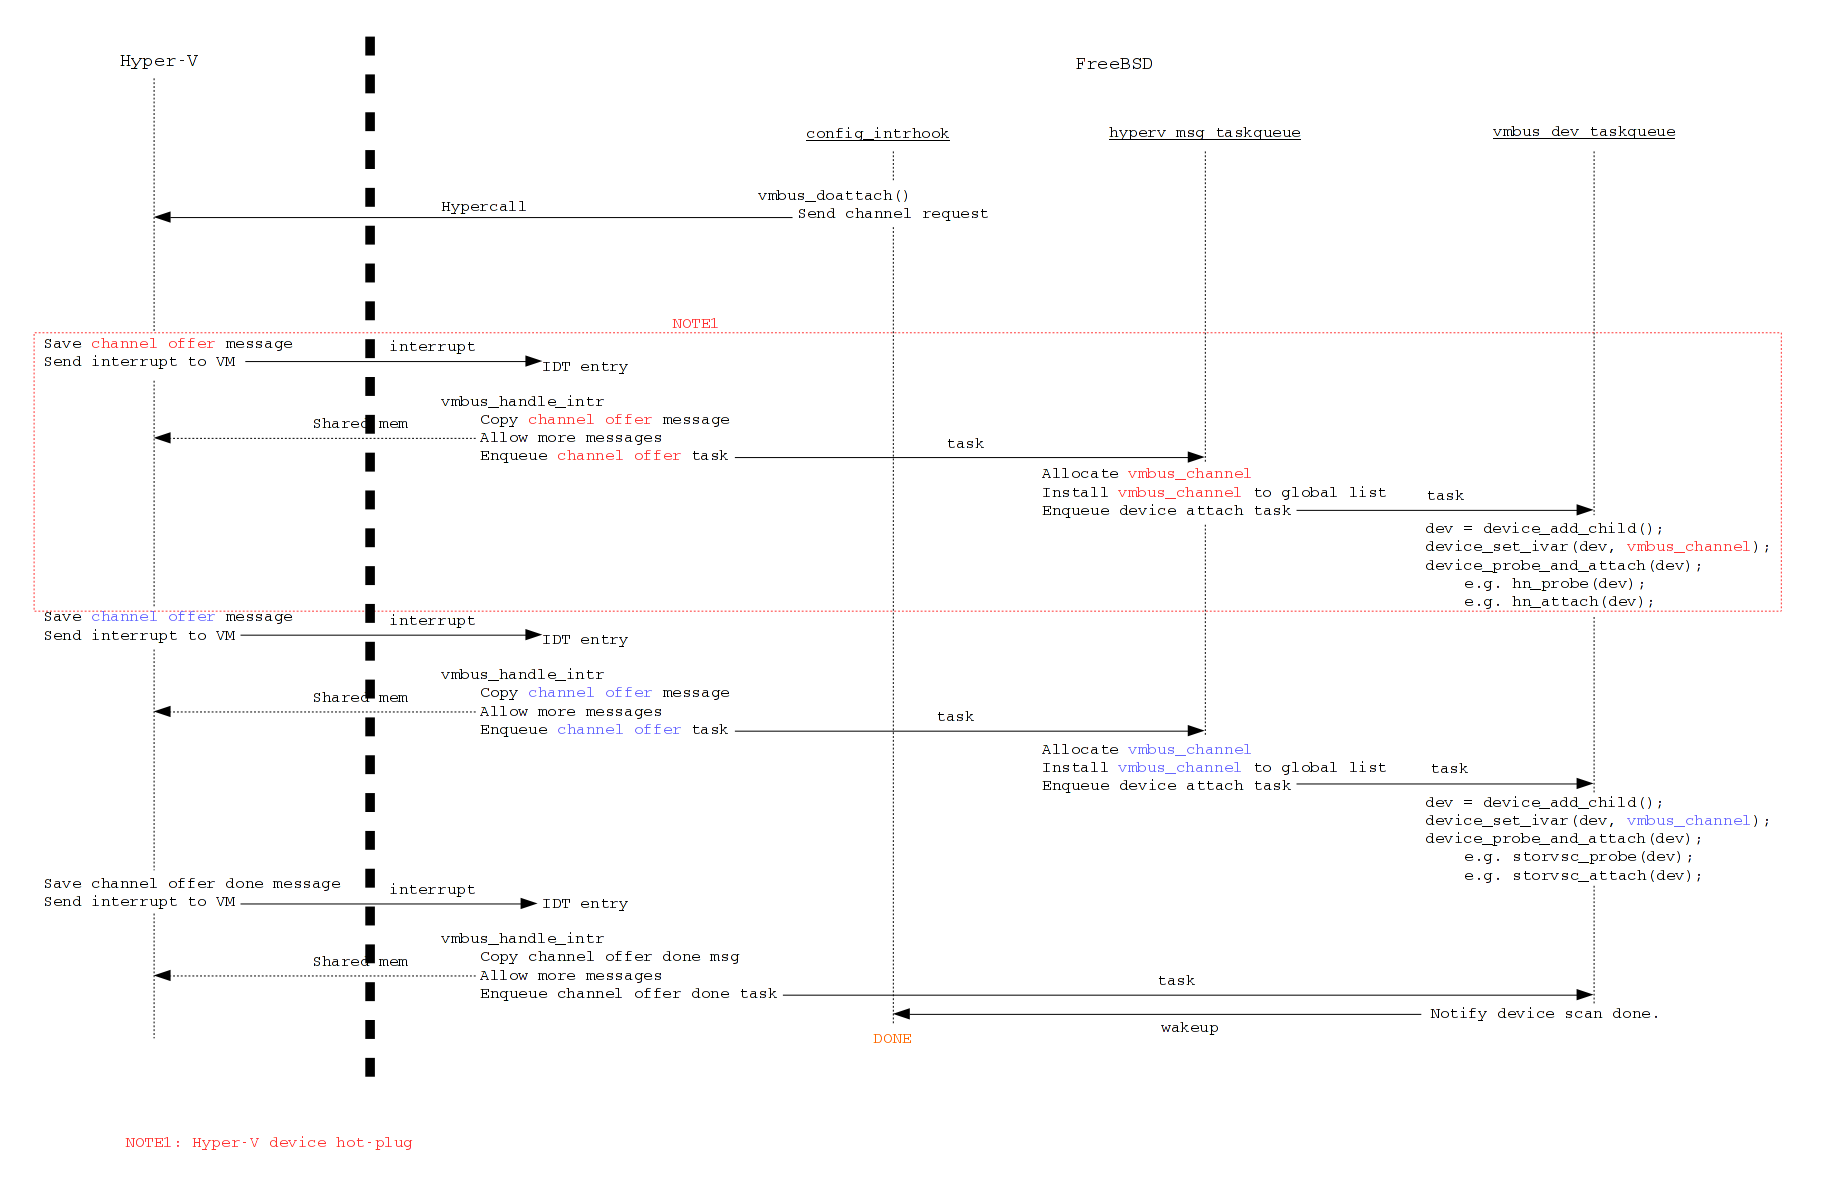 Hyper-V
FreeBSD
config_intrhook
hyperv msg taskqueue
vmbus dev taskqueue
vmbus_doattach()
Hypercall
Send channel request
NOTE1
Save channel offer message
interrupt
Send interrupt to VM
IDT entry
vmbus_handle_intr
Copy channel offer message
Shared mem
Allow more messages
task
Enqueue channel offer task
Allocate vmbus_channel
Install vmbus_channel to global list
task
Enqueue device attach task
dev = device_add_child();
device_set_ivar(dev, vmbus_channel);
device_probe_and_attach(dev);
e.g. hn_probe(dev);
e.g. hn_attach(dev);
Save channel offer message
interrupt
Send interrupt to VM
IDT entry
vmbus_handle_intr
Copy channel offer message
Shared mem
Allow more messages
task
Enqueue channel offer task
Allocate vmbus_channel
Install vmbus_channel to global list
task
Enqueue device attach task
dev = device_add_child();
device_set_ivar(dev, vmbus_channel);
device_probe_and_attach(dev);
e.g. storvsc_probe(dev);
e.g. storvsc_attach(dev);
Save channel offer done message
interrupt
Send interrupt to VM
IDT entry
vmbus_handle_intr
Copy channel offer done msg
Shared mem
Allow more messages
task
Enqueue channel offer done task
Notify device scan done.
wakeup
DONE
NOTE1: Hyper-V device hot-plug